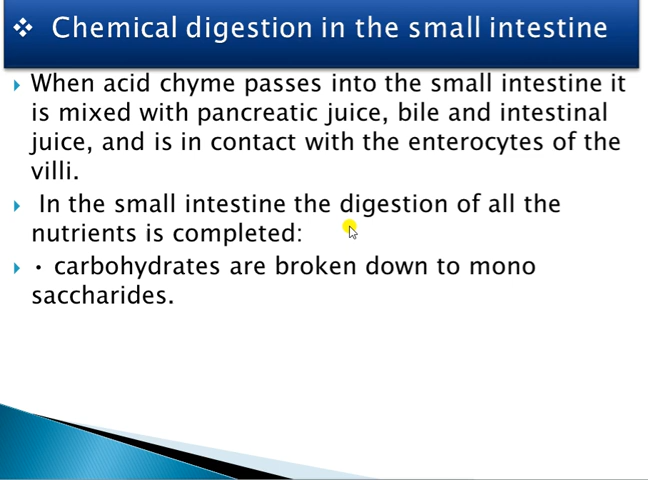 ❖ Chemical digestion in the small intestine
When acid chyme passes into the small intestine it
is mixed with pancreatic juice, bile and intestinal
juice, and is in contact with the enterocytes of the
villi.
In the small intestine the digestion of all the
nutrients is completed:
• carbohydrates are broken down to mono
saccharides.